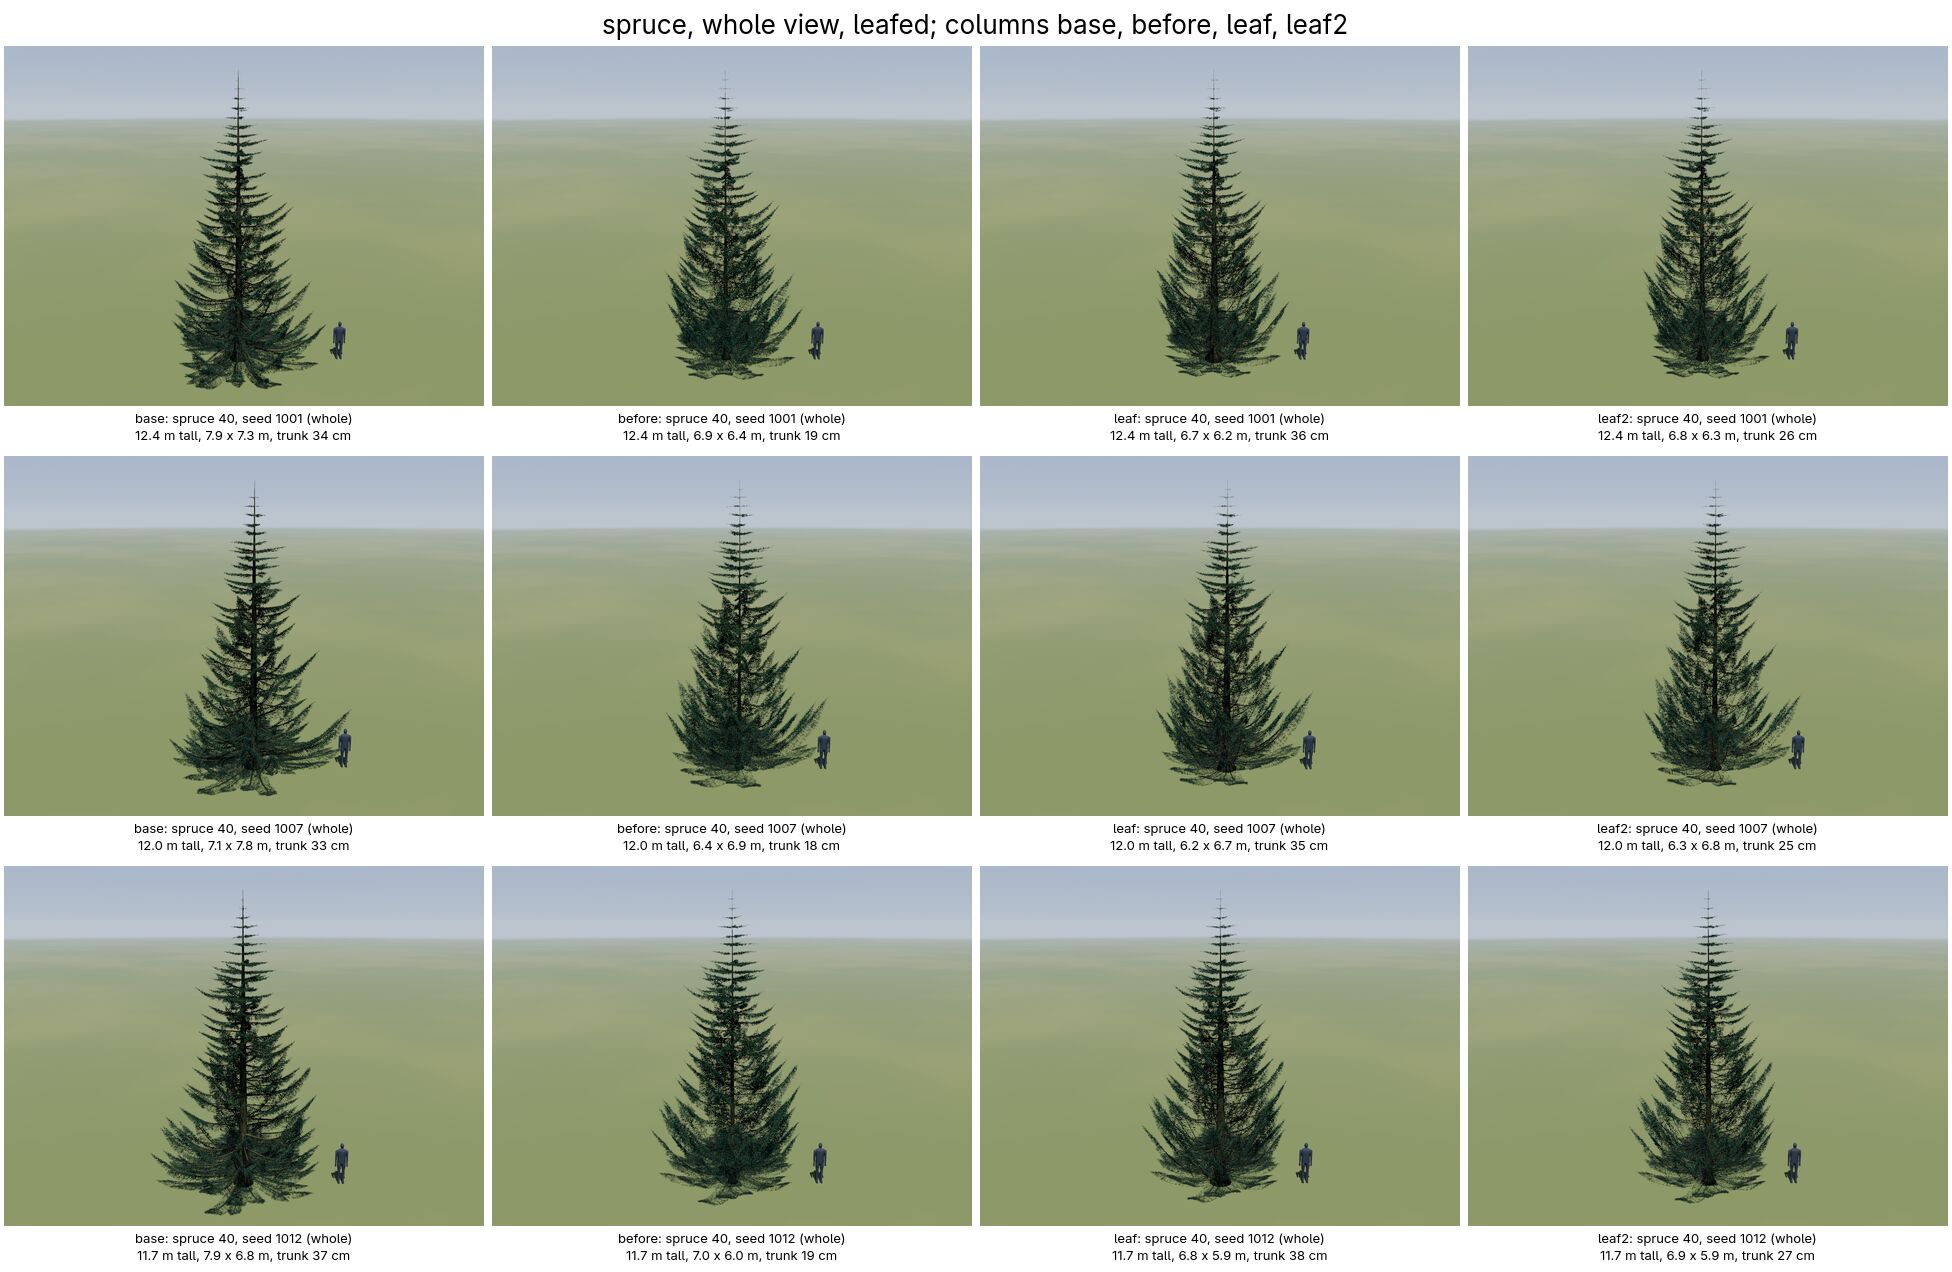 spruce, whole view, leafed; columns base, before, leaf, leaf2
base: spruce 40, seed 1001 (whole)
12.4 m tall, 7.9 x 7.3 m, trunk 34 cm
before: spruce 40, seed 1001 (whole)
12.4 m tall, 6.9 x 6.4 m, trunk 19 cm
leaf: spruce 40, seed 1001 (whole)
12.4 m tall, 6.7 x 6.2 m, trunk 36 cm
leaf2: spruce 40, seed 1001 (whole)
12.4 m tall, 6.8 x 6.3 m, trunk 26 cm
base: spruce 40, seed 1007 (whole)
12.0 m tall, 7.1 x 7.8 m, trunk 33 cm
before: spruce 40, seed 1007 (whole)
12.0 m tall, 6.4 x 6.9 m, trunk 18 cm
leaf: spruce 40, seed 1007 (whole)
12.0 m tall, 6.2 x 6.7 m, trunk 35 cm
leaf2: spruce 40, seed 1007 (whole)
12.0 m tall, 6.3 x 6.8 m, trunk 25 cm
base: spruce 40, seed 1012 (whole)
11.7 m tall, 7.9 x 6.8 m, trunk 37 cm
before: spruce 40, seed 1012 (whole)
11.7 m tall, 7.0 x 6.0 m, trunk 19 cm
leaf: spruce 40, seed 1012 (whole)
11.7 m tall, 6.8 x 5.9 m, trunk 38 cm
leaf2: spruce 40, seed 1012 (whole)
11.7 m tall, 6.9 x 5.9 m, trunk 27 cm